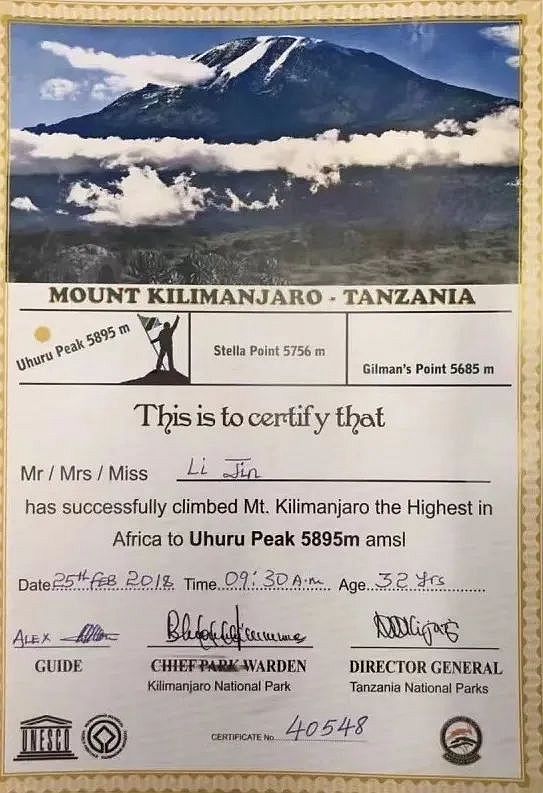 MOUNT KILIMANJARO - TANZANIA
Uhuru Peak 5895 m
Stella Point 5756 m
Gilman's Point 5685 m
This is to certify that
Mr / Mrs / Miss Li Jin
has successfully climbed Mt. Kilimanjaro the Highest in
Africa to Uhuru Peak 5895m amsl
Date 25th FEB 2018 Time 09:30 A.m Age 32 Yrs
ALEX
GUIDE
CHIEF PARK WARDEN
Kilimanjaro National Park
DIRECTOR GENERAL
Tanzania National Parks
UNESCO
CERTIFICATE No. 40548